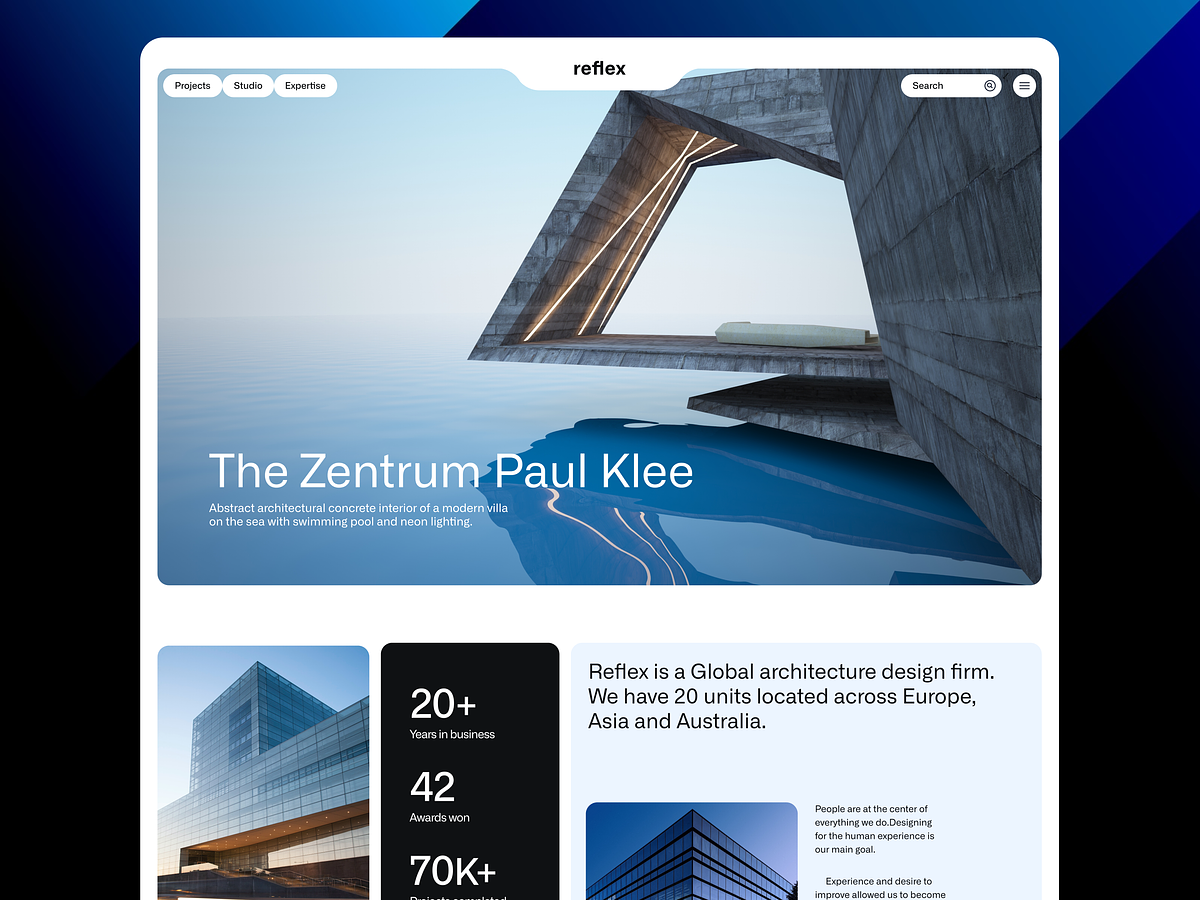 reflex
Projects
Studio
Expertise
Search
The Zentrum Paul Klee
Abstract architectural concrete interior of a modern villa
on the sea with swimming pool and neon lighting.
20+
Years in business
42
Awards won
70K+
Projects completed
Reflex is a Global architecture design firm.
We have 20 units located across Europe,
Asia and Australia.
People are at the center of
everything we do.Designing
for the human experience is
our main goal.
Experience and desire to
improve allowed us to become